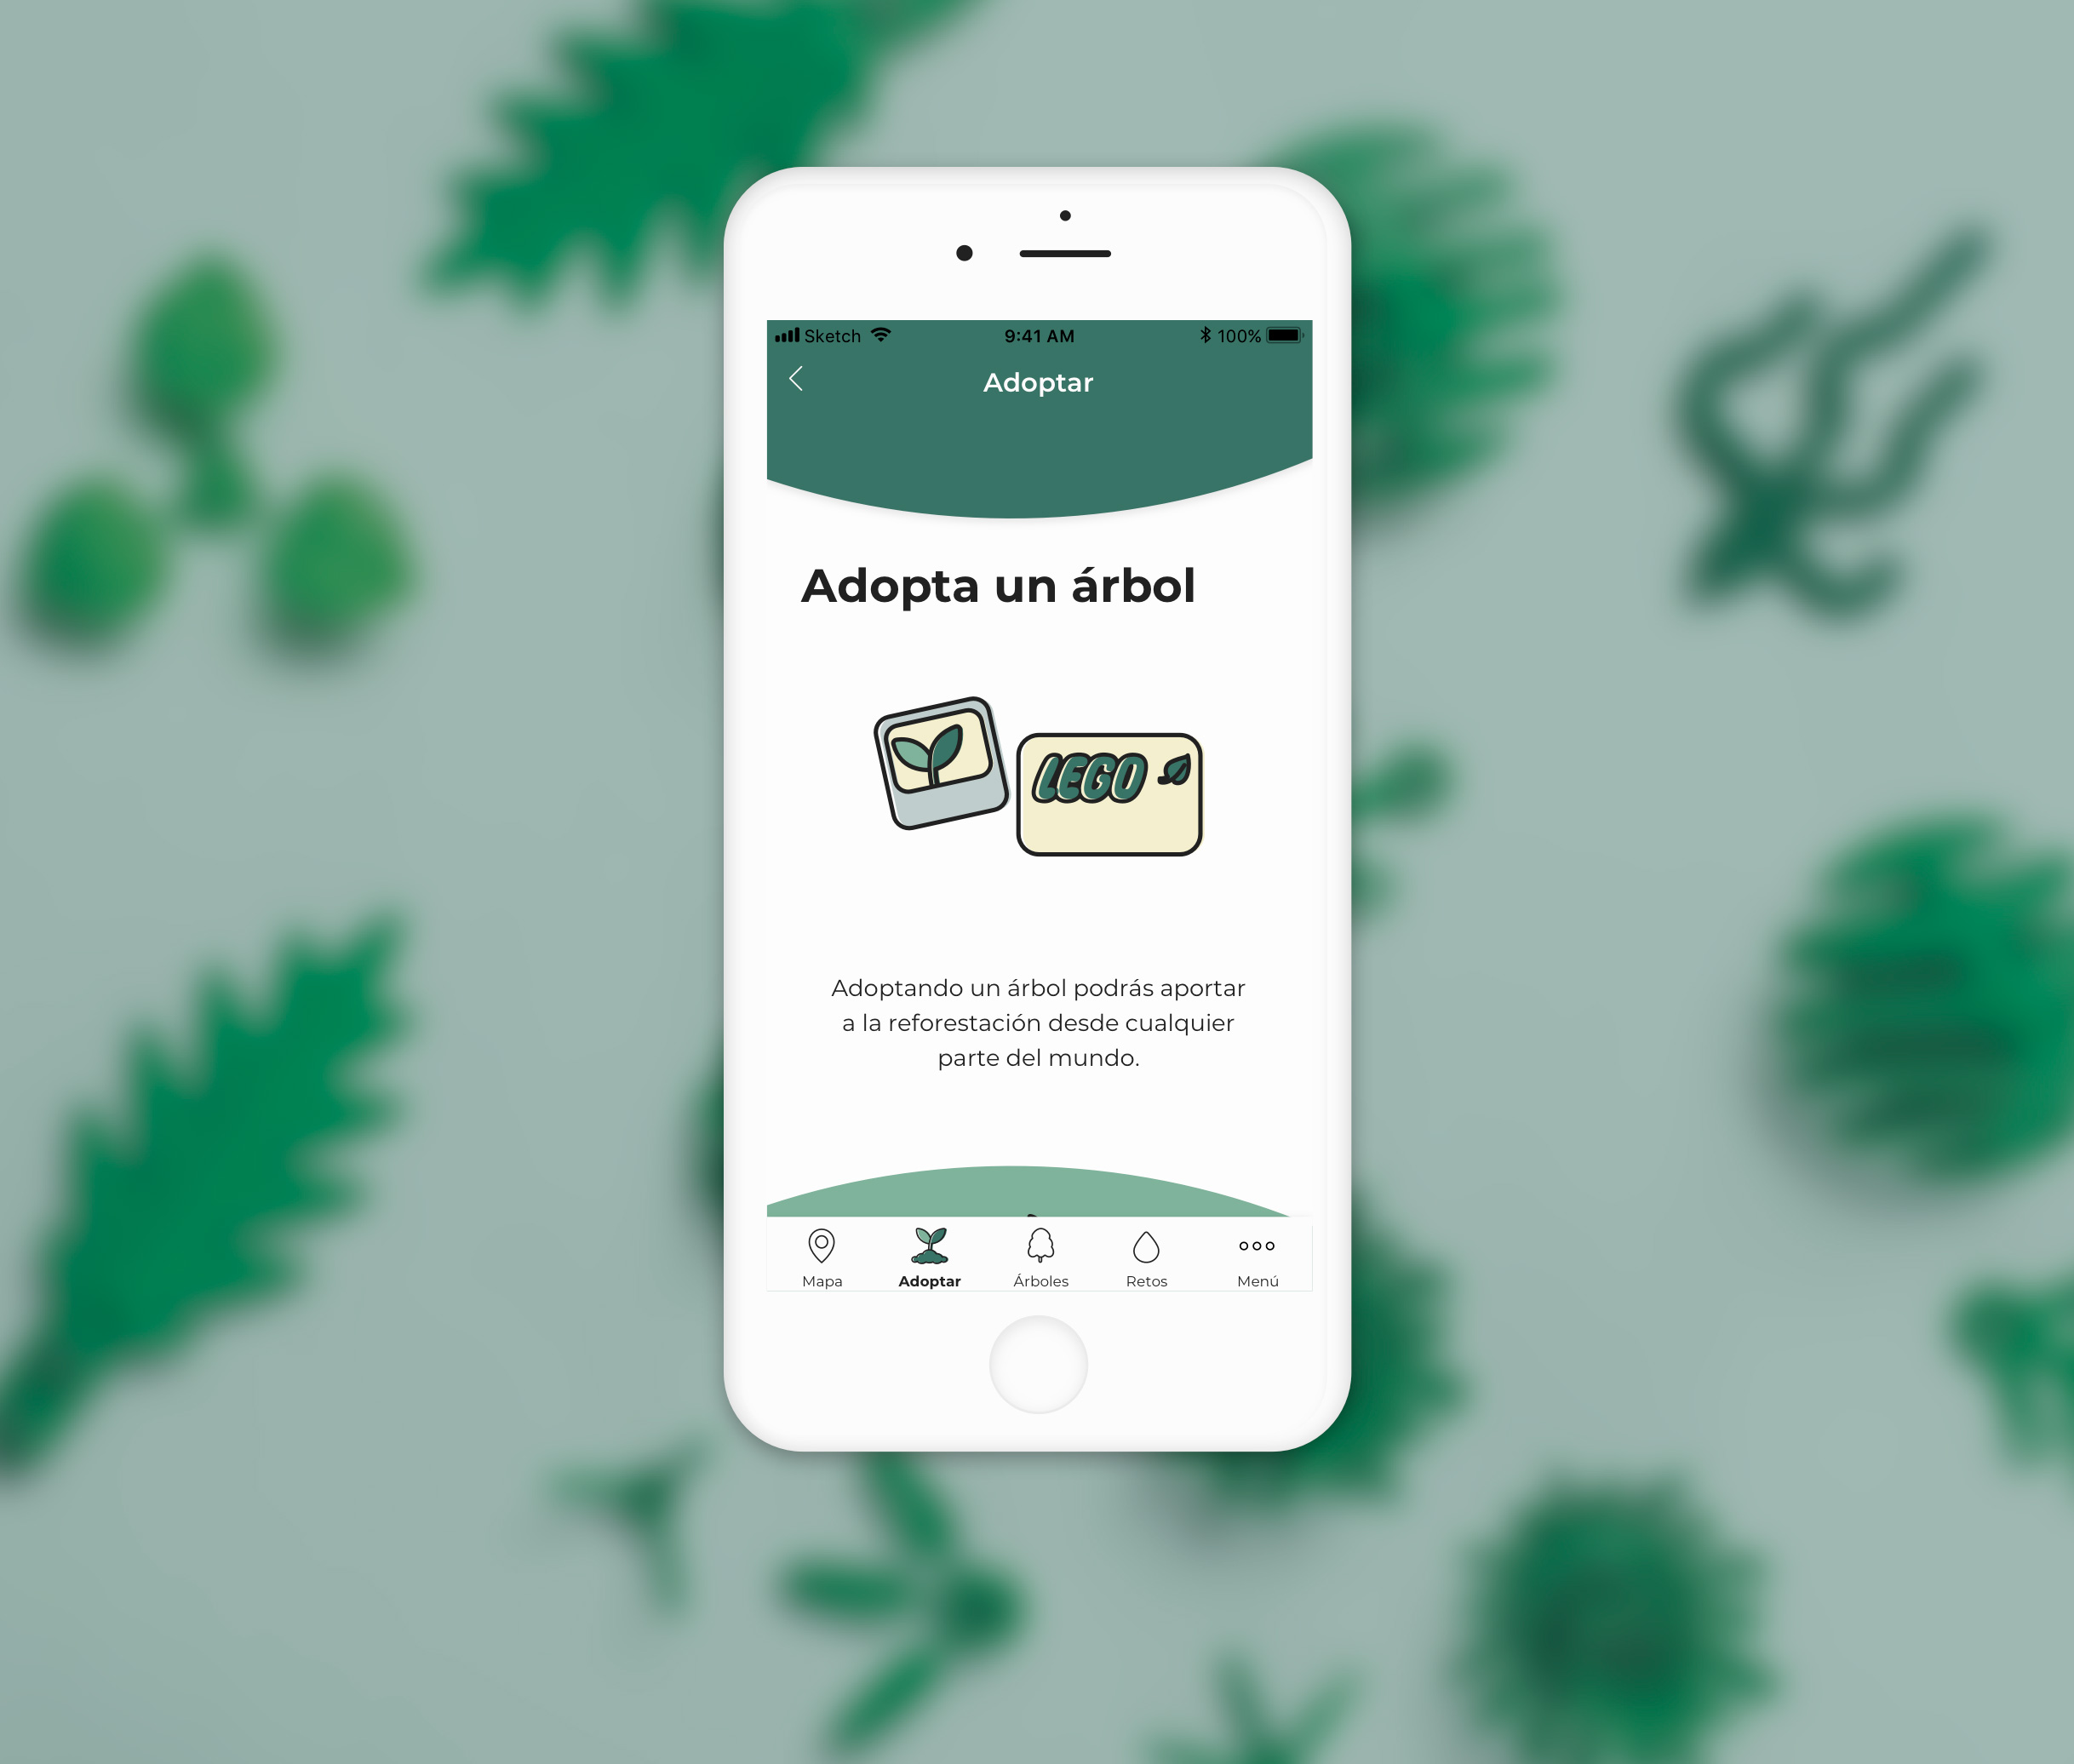 Sketch 9:41 AM 100%
Adoptar
Adopta un árbol
LEGO
Adoptando un árbol podrás aportar
a la reforestación desde cualquier
parte del mundo.
Mapa Adoptar Árboles Retos Menú